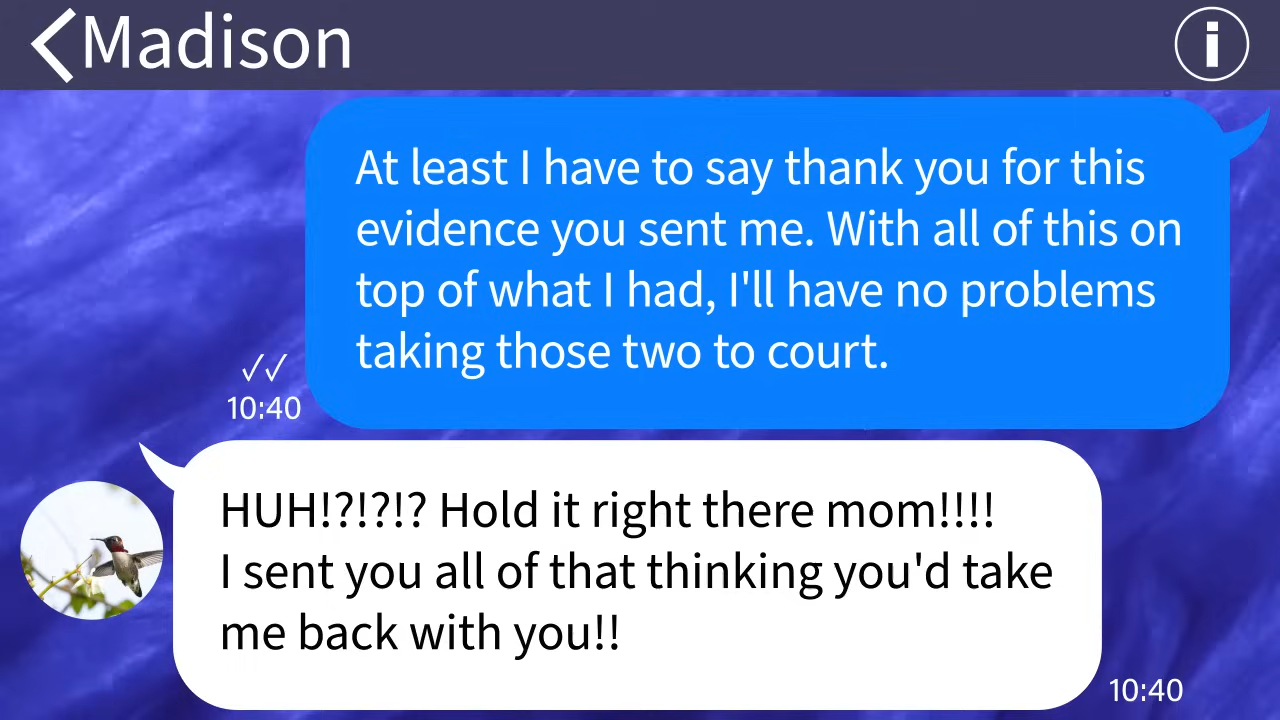 Madison
At least I have to say thank you for this
evidence you sent me. With all of this on
top of what I had, I'll have no problems
taking those two to court.
10:40
HUH!?!?!? Hold it right there mom!!!!
I sent you all of that thinking you'd take
me back with you!!
10:40